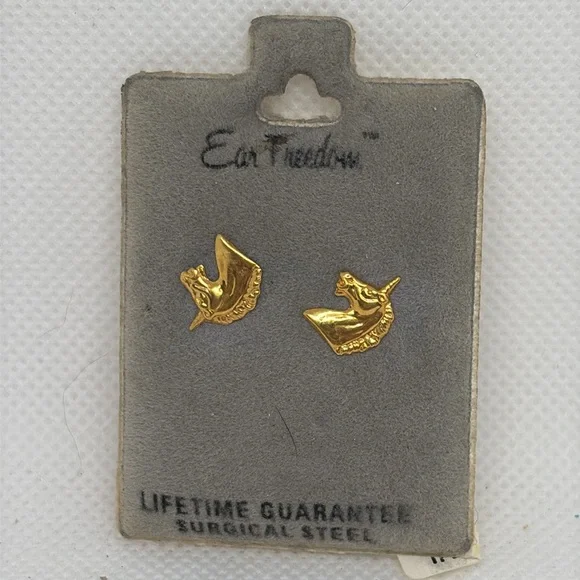 Ear Freedom™
LIFETIME GUARANTEE
SURGICAL STEEL